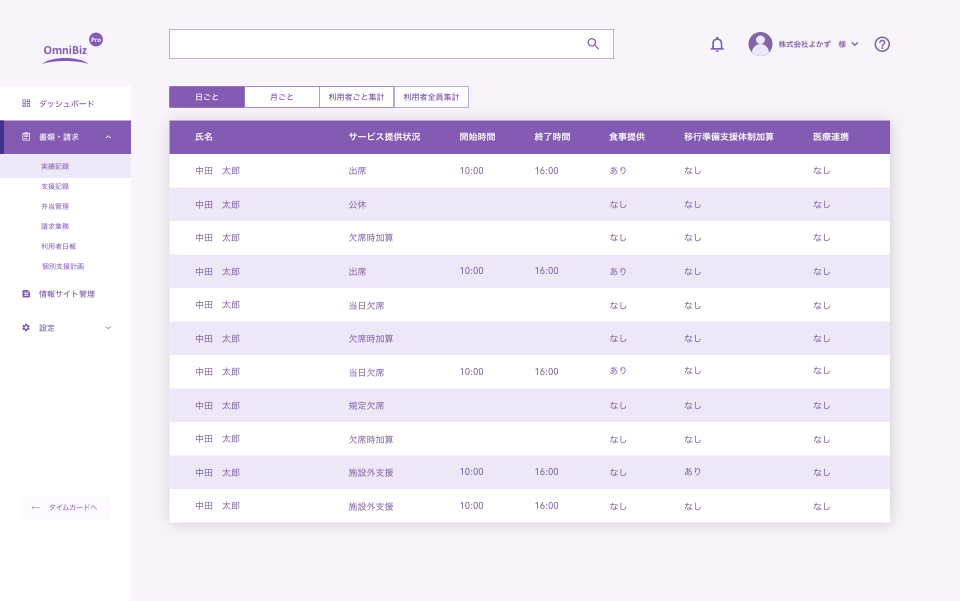 OmniBiz Pro
株式会社よかず 様
ダッシュボード
書類・請求
実績記録
支援記録
弁当管理
請求業務
利用者日報
個別支援計画
情報サイト管理
設定
← タイムカードへ
日ごと 月ごと 利用者ごと集計 利用者全員集計
氏名 サービス提供状況 開始時間 終了時間 食事提供 移行準備支援体制加算 医療連携
中田 太郎 出席 10:00 16:00 あり なし なし
中田 太郎 公休 なし なし なし
中田 太郎 欠席時加算 なし なし なし
中田 太郎 出席 10:00 16:00 あり なし なし
中田 太郎 当日欠席 なし なし なし
中田 太郎 欠席時加算 なし なし なし
中田 太郎 当日欠席 10:00 16:00 あり なし なし
中田 太郎 規定欠席 なし なし なし
中田 太郎 欠席時加算 なし なし なし
中田 太郎 施設外支援 10:00 16:00 なし あり なし
中田 太郎 施設外支援 10:00 16:00 なし なし なし